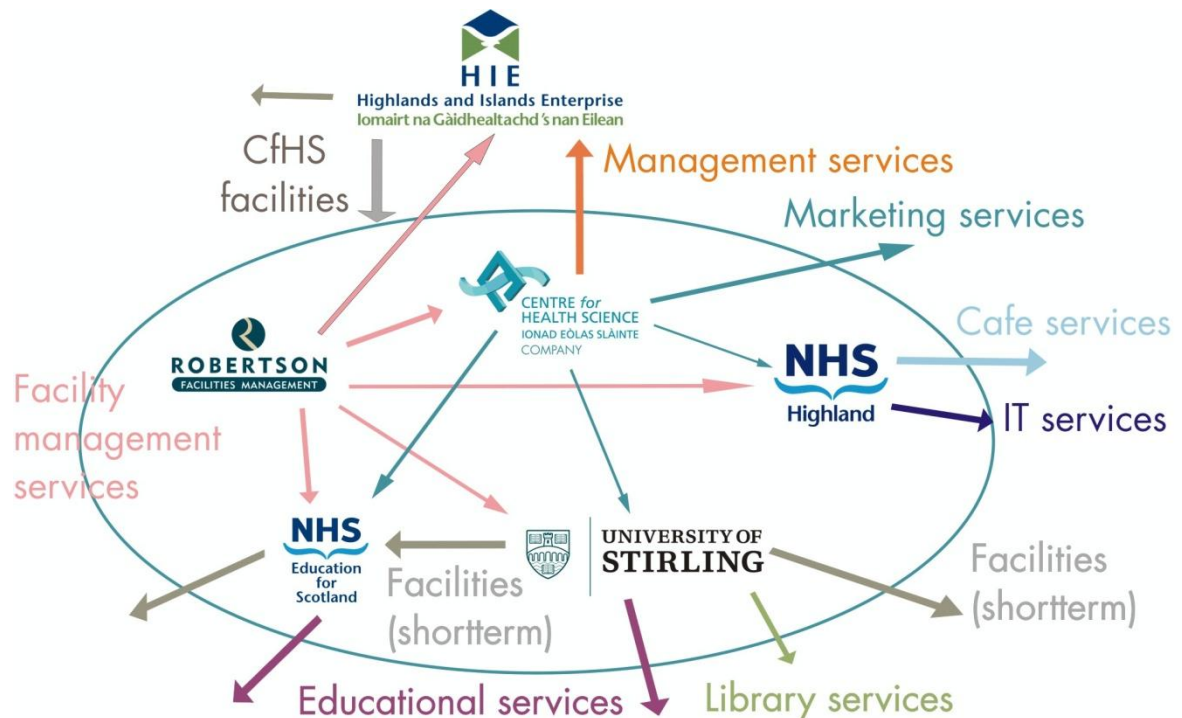 HIE
Highlands and Islands Enterprise
Iomairt na Gàidhealtachd 's nan Eilean
CfHS
facilities
Management services
Marketing services
CENTRE for
HEALTH SCIENCE
IONAD EÒLAS SLÀINTE
COMPANY
Cafe services
ROBERTSON
FACILITIES MANAGEMENT
NHS
Highland
IT services
Facility
management
services
NHS
Education
for
Scotland
Facilities
(shortterm)
UNIVERSITY OF
STIRLING
Facilities
(shortterm)
Educational services
Library services